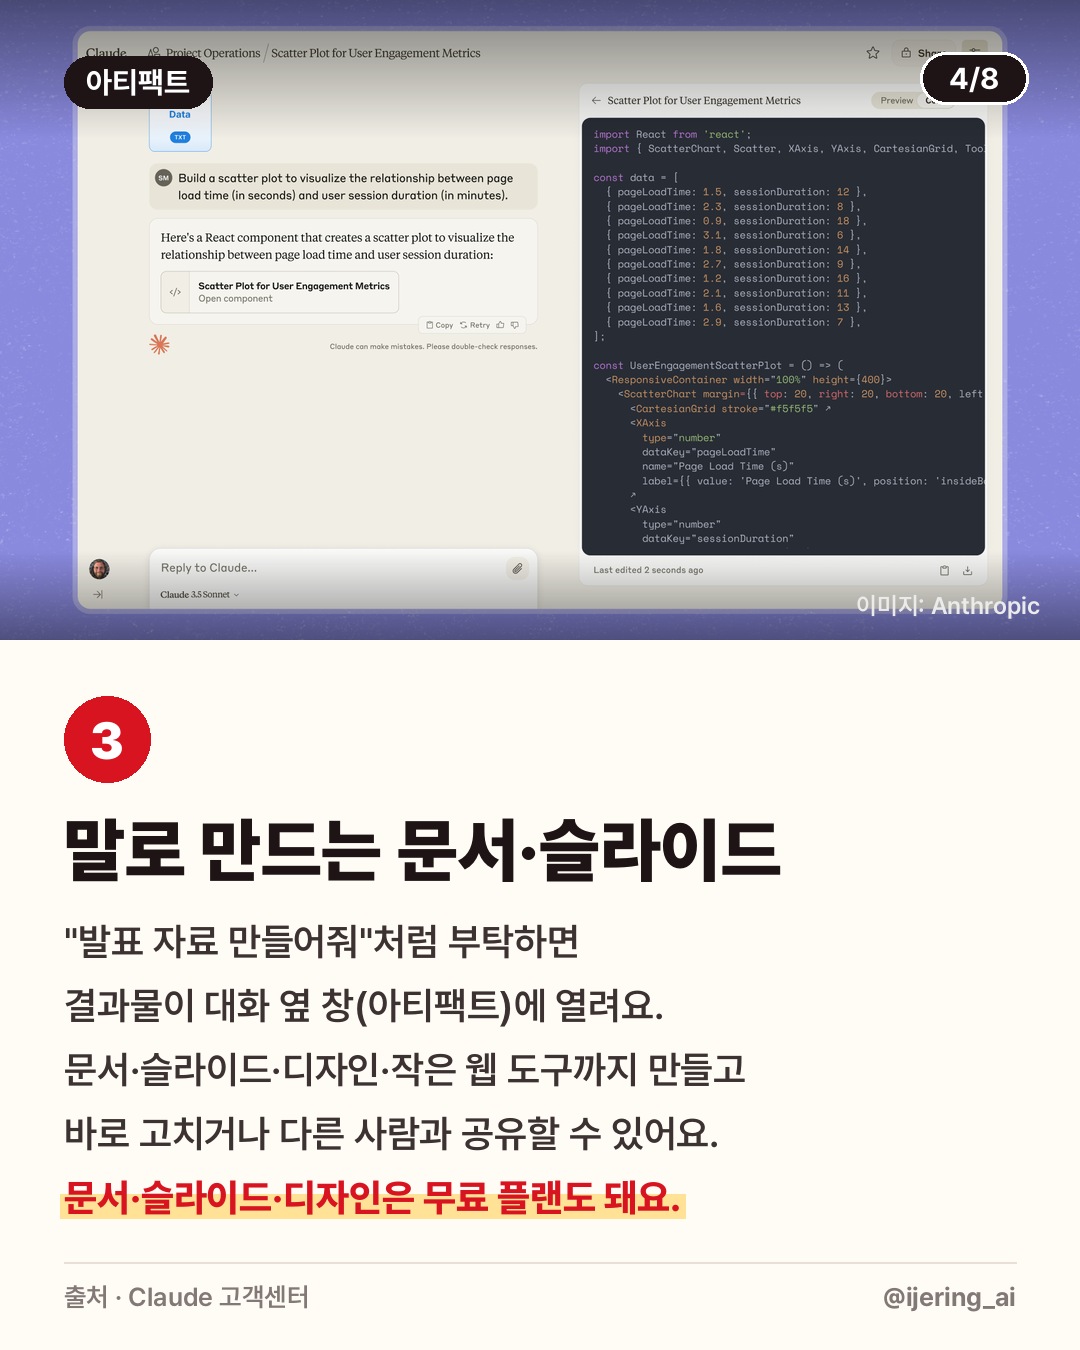 Claude
Project Operations / Scatter Plot for User Engagement Metrics
아티팩트
4/8
Data
TXT
SM
Build a scatter plot to visualize the relationship between page
load time (in seconds) and user session duration (in minutes).
Here's a React component that creates a scatter plot to visualize the
relationship between page load time and user session duration:
Scatter Plot for User Engagement Metrics
Open component
Copy Retry
Claude can make mistakes. Please double-check responses.
Reply to Claude...
Claude 3.5 Sonnet
← Scatter Plot for User Engagement Metrics
Preview
import React from 'react';
import { ScatterChart, Scatter, XAxis, YAxis, CartesianGrid, Too
const data = [
{ pageLoadTime: 1.5, sessionDuration: 12 },
{ pageLoadTime: 2.3, sessionDuration: 8 },
{ pageLoadTime: 0.9, sessionDuration: 18 },
{ pageLoadTime: 3.1, sessionDuration: 6 },
{ pageLoadTime: 1.8, sessionDuration: 14 },
{ pageLoadTime: 2.7, sessionDuration: 9 },
{ pageLoadTime: 1.2, sessionDuration: 16 },
{ pageLoadTime: 2.1, sessionDuration: 11 },
{ pageLoadTime: 1.6, sessionDuration: 13 },
{ pageLoadTime: 2.9, sessionDuration: 7 },
];
const UserEngagementScatterPlot = () => (
<ResponsiveContainer width="100%" height={400}>
<ScatterChart margin={{ top: 20, right: 20, bottom: 20, left
<CartesianGrid stroke="#f5f5f5" ↗
<XAxis
type="number"
dataKey="pageLoadTime"
name="Page Load Time (s)"
label={{ value: 'Page Load Time (s)', position: 'insideBo
↗
<YAxis
type="number"
dataKey="sessionDuration"
Last edited 2 seconds ago
이미지: Anthropic
3
말로 만드는 문서·슬라이드
"발표 자료 만들어줘"처럼 부탁하면
결과물이 대화 옆 창(아티팩트)에 열려요.
문서·슬라이드·디자인·작은 웹 도구까지 만들고
바로 고치거나 다른 사람과 공유할 수 있어요.
문서·슬라이드·디자인은 무료 플랜도 돼요.
출처 · Claude 고객센터
@ijering_ai